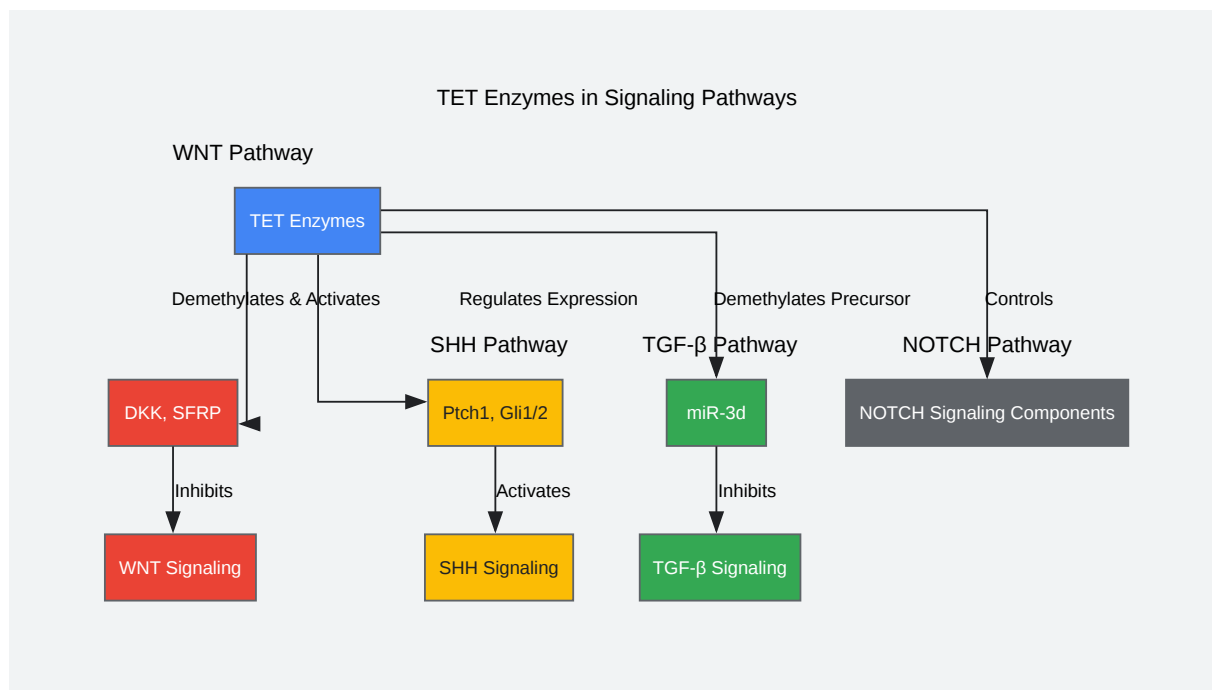 TET Enzymes in Signaling Pathways
WNT Pathway
TET Enzymes
Demethylates & Activates
Regulates Expression
Demethylates Precursor
Controls
SHH Pathway
TGF-β Pathway
NOTCH Pathway
DKK, SFRP
Ptch1, Gli1/2
miR-3d
NOTCH Signaling Components
Inhibits
Activates
Inhibits
WNT Signaling
SHH Signaling
TGF-β Signaling